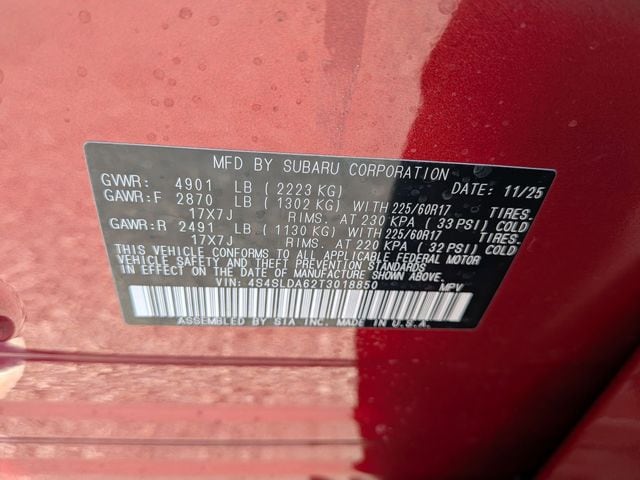 MFD BY SUBARU CORPORATION
GVWR: 4901 LB (2223 KG) DATE: 11/25
GAWR:F 2870 LB (1302 KG) WITH 225/60R17 TIRES.
17X7J RIMS. AT 230 KPA (33 PSI) COLD
GAWR:R 2491 LB (1130 KG) WITH 225/60R17 TIRES.
17X7J RIMS. AT 220 KPA (32 PSI) COLD
THIS VEHICLE CONFORMS TO ALL APPLICABLE FEDERAL MOTOR
VEHICLE SAFETY AND THEFT PREVENTION STANDARDS
IN EFFECT ON THE DATE OF MANUFACTURE SHOWN ABOVE.
VIN: 4S4SLDA62T3018850 MPV
ASSEMBLED BY SIA INC. MADE IN U.S.A.